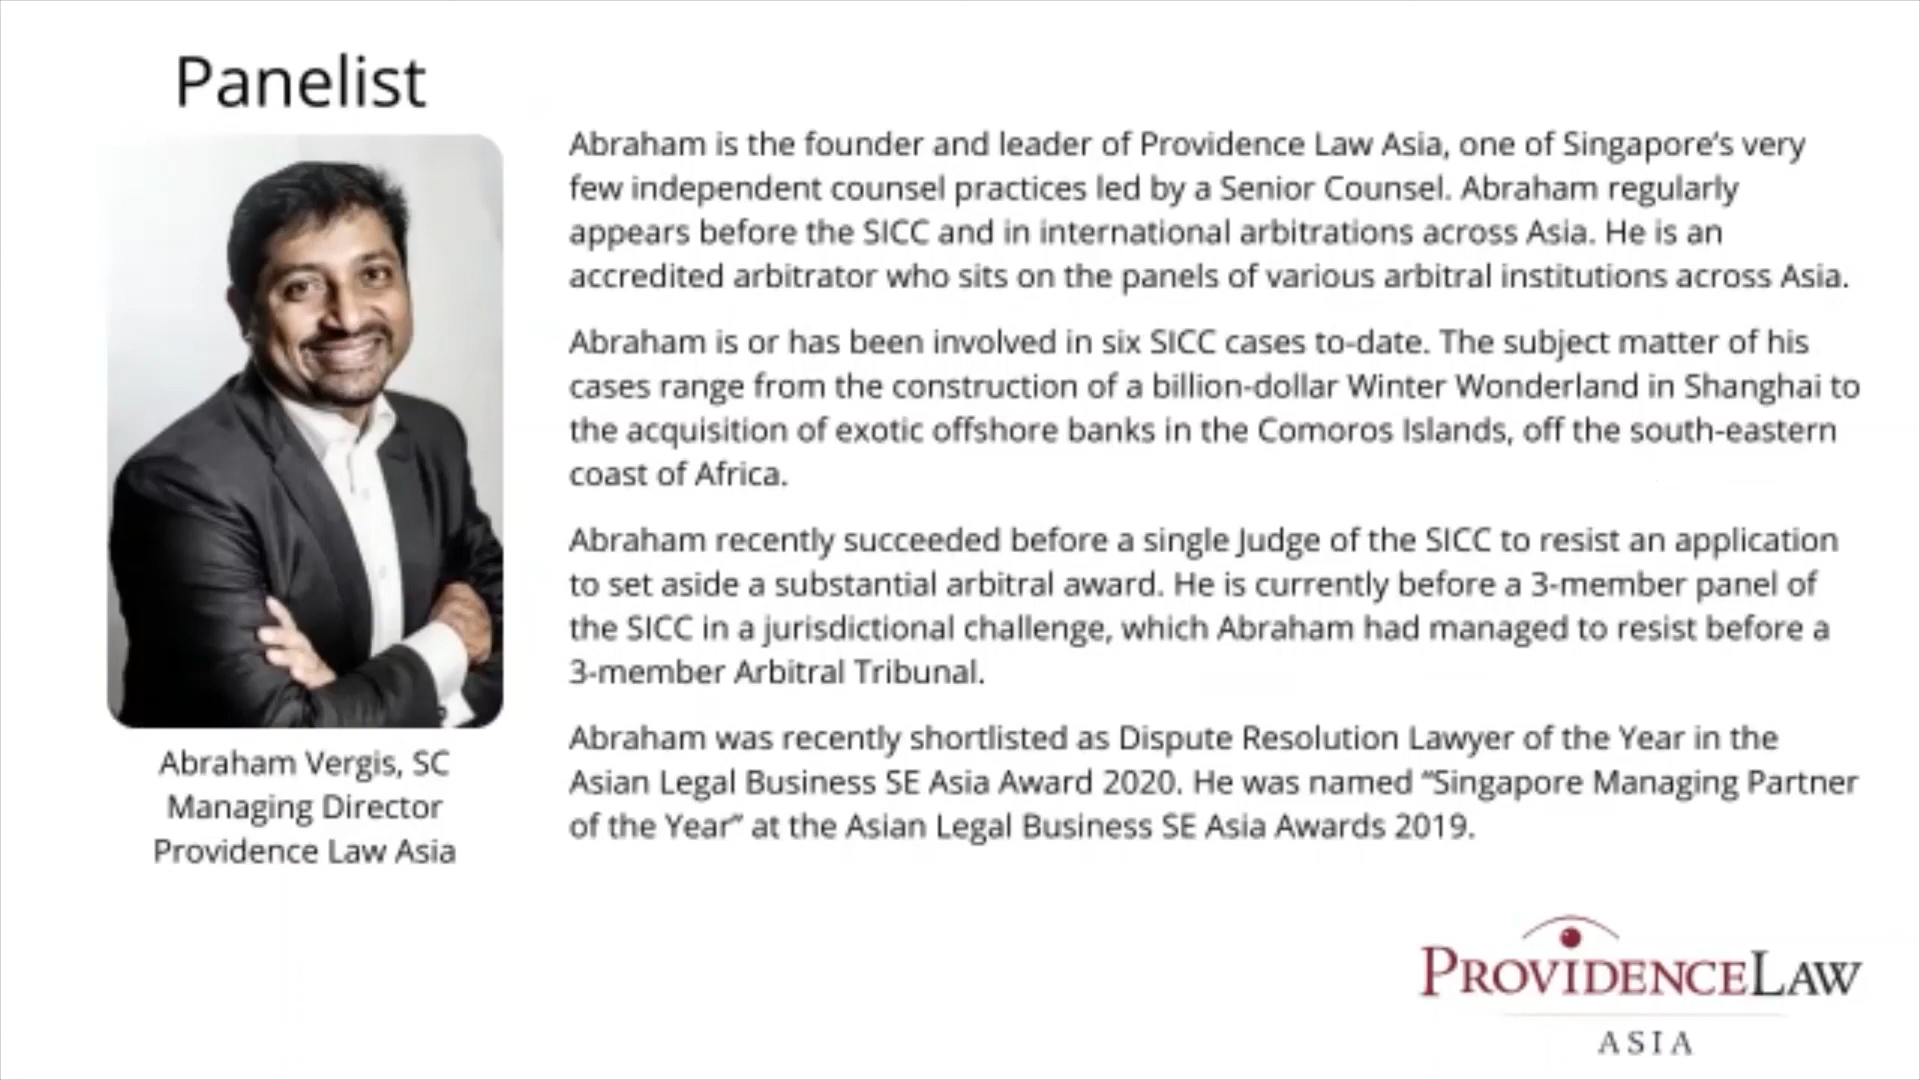 Panelist
Abraham Vergis, SC
Managing Director
Providence Law Asia
Abraham is the founder and leader of Providence Law Asia, one of Singapore’s very
few independent counsel practices led by a Senior Counsel. Abraham regularly
appears before the SICC and in international arbitrations across Asia. He is an
accredited arbitrator who sits on the panels of various arbitral institutions across Asia.
Abraham is or has been involved in six SICC cases to-date. The subject matter of his
cases range from the construction of a billion-dollar Winter Wonderland in Shanghai to
the acquisition of exotic offshore banks in the Comoros Islands, off the south-eastern
coast of Africa.
Abraham recently succeeded before a single Judge of the SICC to resist an application
to set aside a substantial arbitral award. He is currently before a 3-member panel of
the SICC in a jurisdictional challenge, which Abraham had managed to resist before a
3-member Arbitral Tribunal.
Abraham was recently shortlisted as Dispute Resolution Lawyer of the Year in the
Asian Legal Business SE Asia Award 2020. He was named “Singapore Managing Partner
of the Year” at the Asian Legal Business SE Asia Awards 2019.
PROVIDENCELAW
ASIA